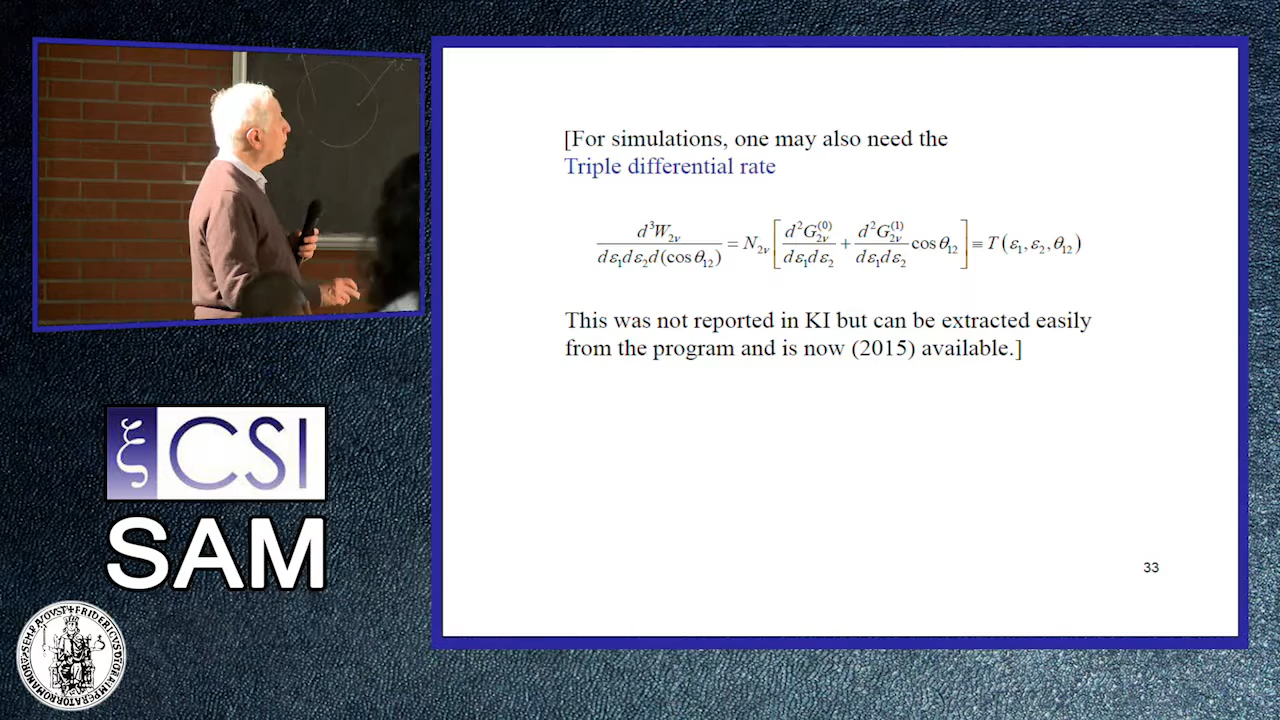 [For simulations, one may also need the
Triple differential rate
d³W₂ᵥ / dε₁dε₂d(cosθ₁₂) = N₂ᵥ [ d²G₂ᵥ⁽⁰⁾ / dε₁dε₂ + d²G₂ᵥ⁽¹⁾ / dε₁dε₂ cosθ₁₂ ] ≡ T(ε₁, ε₂, θ₁₂)
This was not reported in KI but can be extracted easily
from the program and is now (2015) available.]
33
ξ CSI
SAM